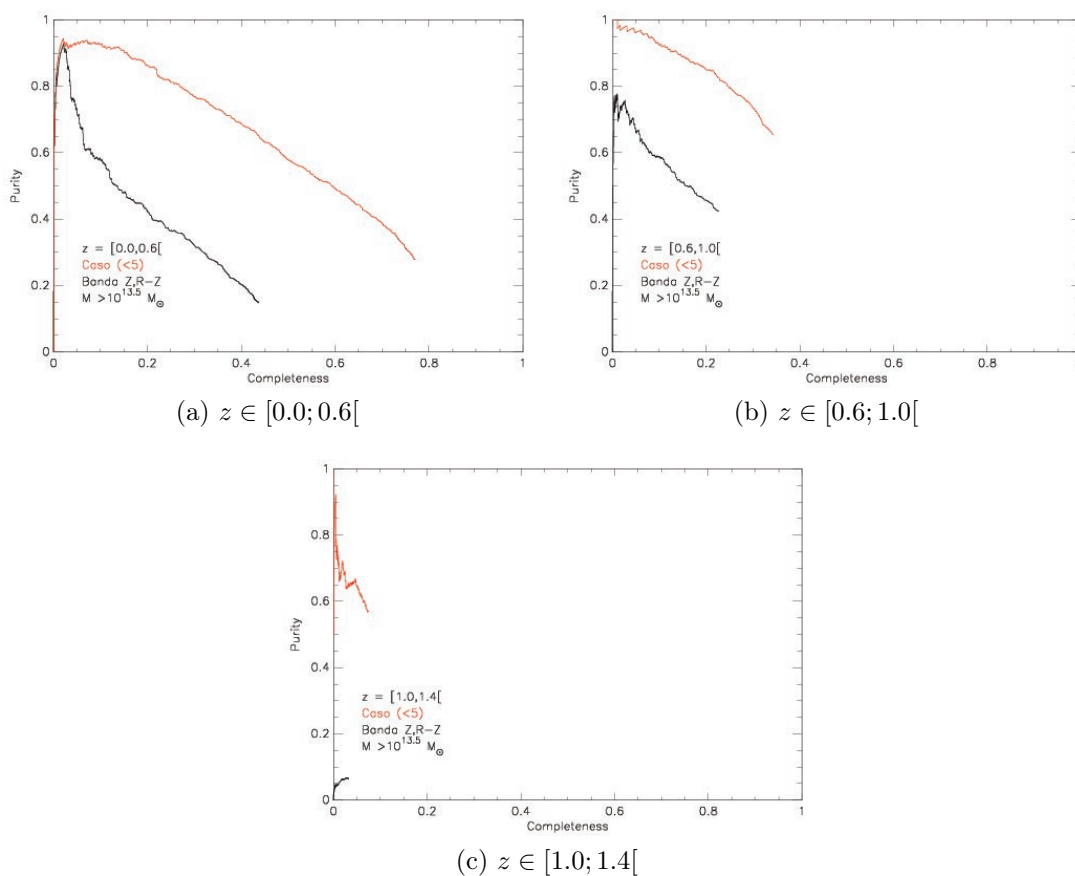 1
0.8
0.6
0.4
0.2
0
Purity
z = [0.0,0.6[
Caso (<5)
Banda Z,R−Z
M >10^13.5 M⊙
0 0.2 0.4 0.6 0.8 1
Completeness
(a) z ∈ [0.0; 0.6[
1
0.8
0.6
0.4
0.2
0
Purity
z = [0.6,1.0[
Caso (<5)
Banda Z,R−Z
M >10^13.5 M⊙
0 0.2 0.4 0.6 0.8
Completeness
(b) z ∈ [0.6; 1.0[
1
0.8
0.6
0.4
0.2
0
Purity
z = [1.0,1.4[
Caso (<5)
Banda Z,R−Z
M >10^13.5 M⊙
0 0.2 0.4 0.6 0.8 1
Completeness
(c) z ∈ [1.0; 1.4[